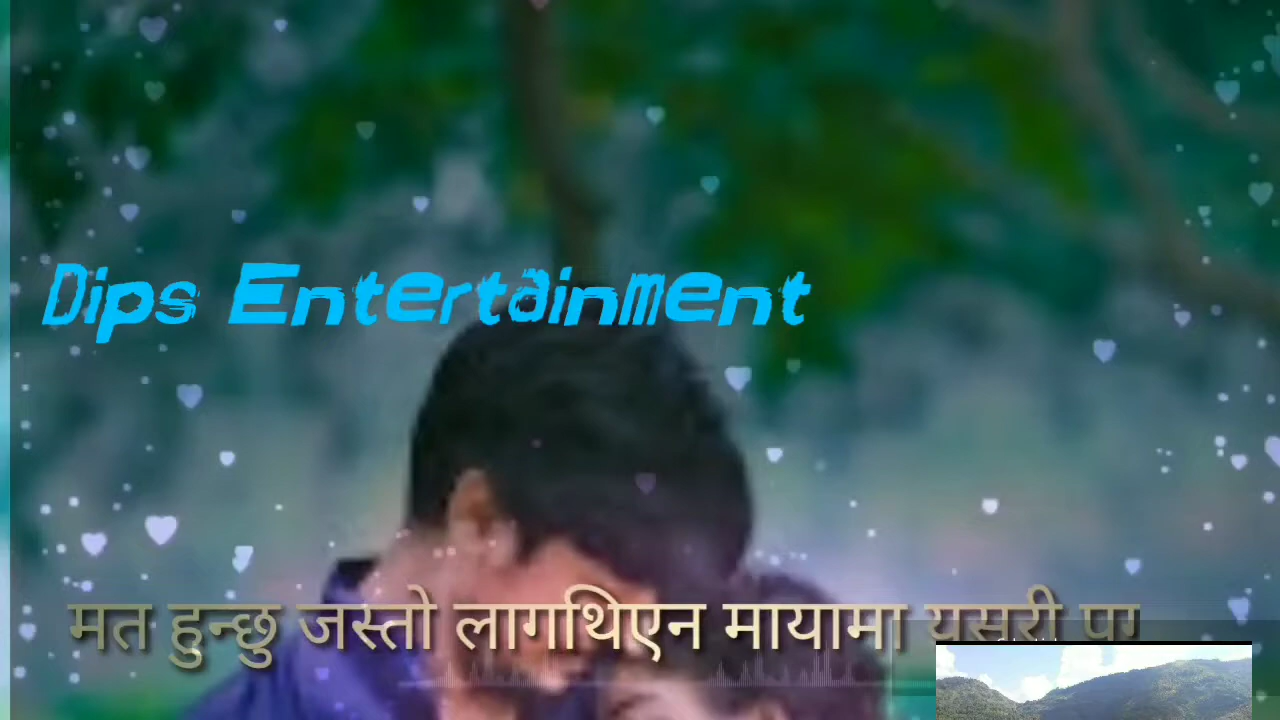 Dips Entertainment
मत हुन्छु जस्तो लागथिएन मायामा यसरी